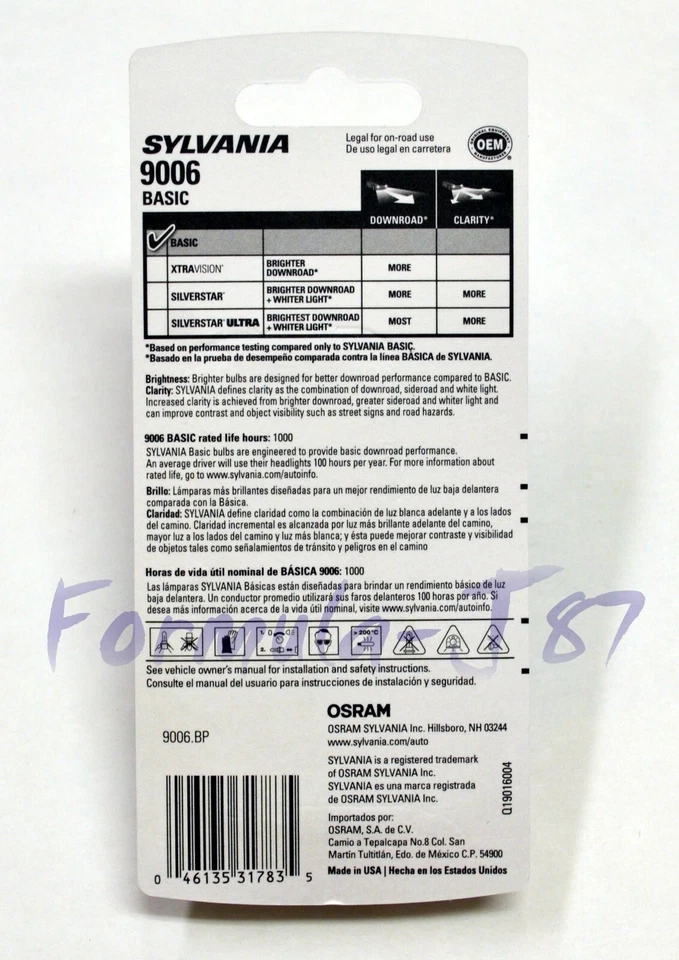 SYLVANIA
9006
BASIC
Legal for on-road use
De uso legal en carretera
ORIGINAL EQUIPMENT
OEM
MANUFACTURER
DOWNROAD*
CLARITY*
BASIC
XTRAVISION® BRIGHTER DOWNROAD* MORE
SILVERSTAR® BRIGHTER DOWNROAD + WHITER LIGHT* MORE MORE
SILVERSTAR® ULTRA BRIGHTEST DOWNROAD + WHITER LIGHT* MOST MORE
*Based on performance testing compared only to SYLVANIA BASIC.
*Basado en la prueba de desempeño comparada contra la línea BÁSICA de SYLVANIA.
Brightness: Brighter bulbs are designed for better downroad performance compared to BASIC.
Clarity: SYLVANIA defines clarity as the combination of downroad, sideroad and white light.
Increased clarity is achieved from brighter downroad, greater sideroad and whiter light and
can improve contrast and object visibility such as street signs and road hazards.
9006 BASIC rated life hours: 1000
SYLVANIA Basic bulbs are engineered to provide basic downroad performance.
An average driver will use their headlights 100 hours per year. For more information about
rated life, go to www.sylvania.com/autoinfo.
Brillo: Lámparas más brillantes diseñadas para un mejor rendimiento de luz baja delantera
comparada con la Básica.
Claridad: SYLVANIA define claridad como la combinación de luz blanca adelante y a los lados
del camino. Claridad incremental es alcanzada por luz más brillante adelante del camino,
mayor luz a los lados del camino y luz más blanca; y ésta puede mejorar contraste y visibilidad
de objetos tales como señalamientos de tránsito y peligros en el camino
Horas de vida útil nominal de BÁSICA 9006: 1000
Las lámparas SYLVANIA Básicas están diseñadas para brindar un rendimiento básico de luz
baja delantera. Un conductor promedio utilizará sus faros delanteros 100 horas por año. Si
desea más información acerca de la vida útil nominal, visite www.sylvania.com/autoinfo.
Formula-J87
1. 0
2.
>200°C
See vehicle owner's manual for installation and safety instructions.
Consulte el manual del usuario para instrucciones de instalación y seguridad.
9006.BP
OSRAM
OSRAM SYLVANIA Inc. Hillsboro, NH 03244
www.sylvania.com/auto
SYLVANIA is a registered trademark
of OSRAM SYLVANIA Inc.
SYLVANIA es una marca registrada
de OSRAM SYLVANIA Inc.
Q19016004
Importados por:
OSRAM, S.A. de C.V.
Camio a Tepalcapa No.8 Col. San
Martín Tultitlán, Edo. de México C.P. 54900
Made in USA | Hecha en los Estados Unidos
0 46135 31783 5